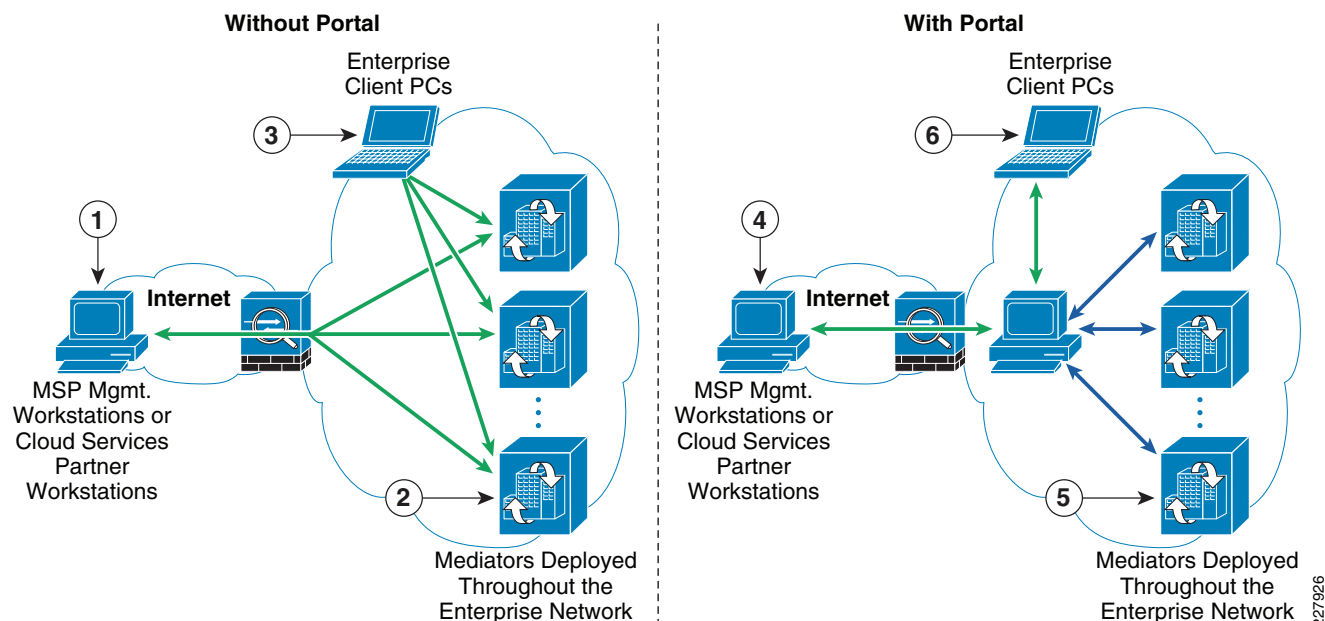 Without Portal
Enterprise
Client PCs
3
1
Internet
MSP Mgmt.
Workstations or
Cloud Services
Partner
Workstations
2
Mediators Deployed
Throughout the
Enterprise Network
With Portal
Enterprise
Client PCs
6
4
Internet
MSP Mgmt.
Workstations or
Cloud Services
Partner
Workstations
5
Mediators Deployed
Throughout the
Enterprise Network
227926